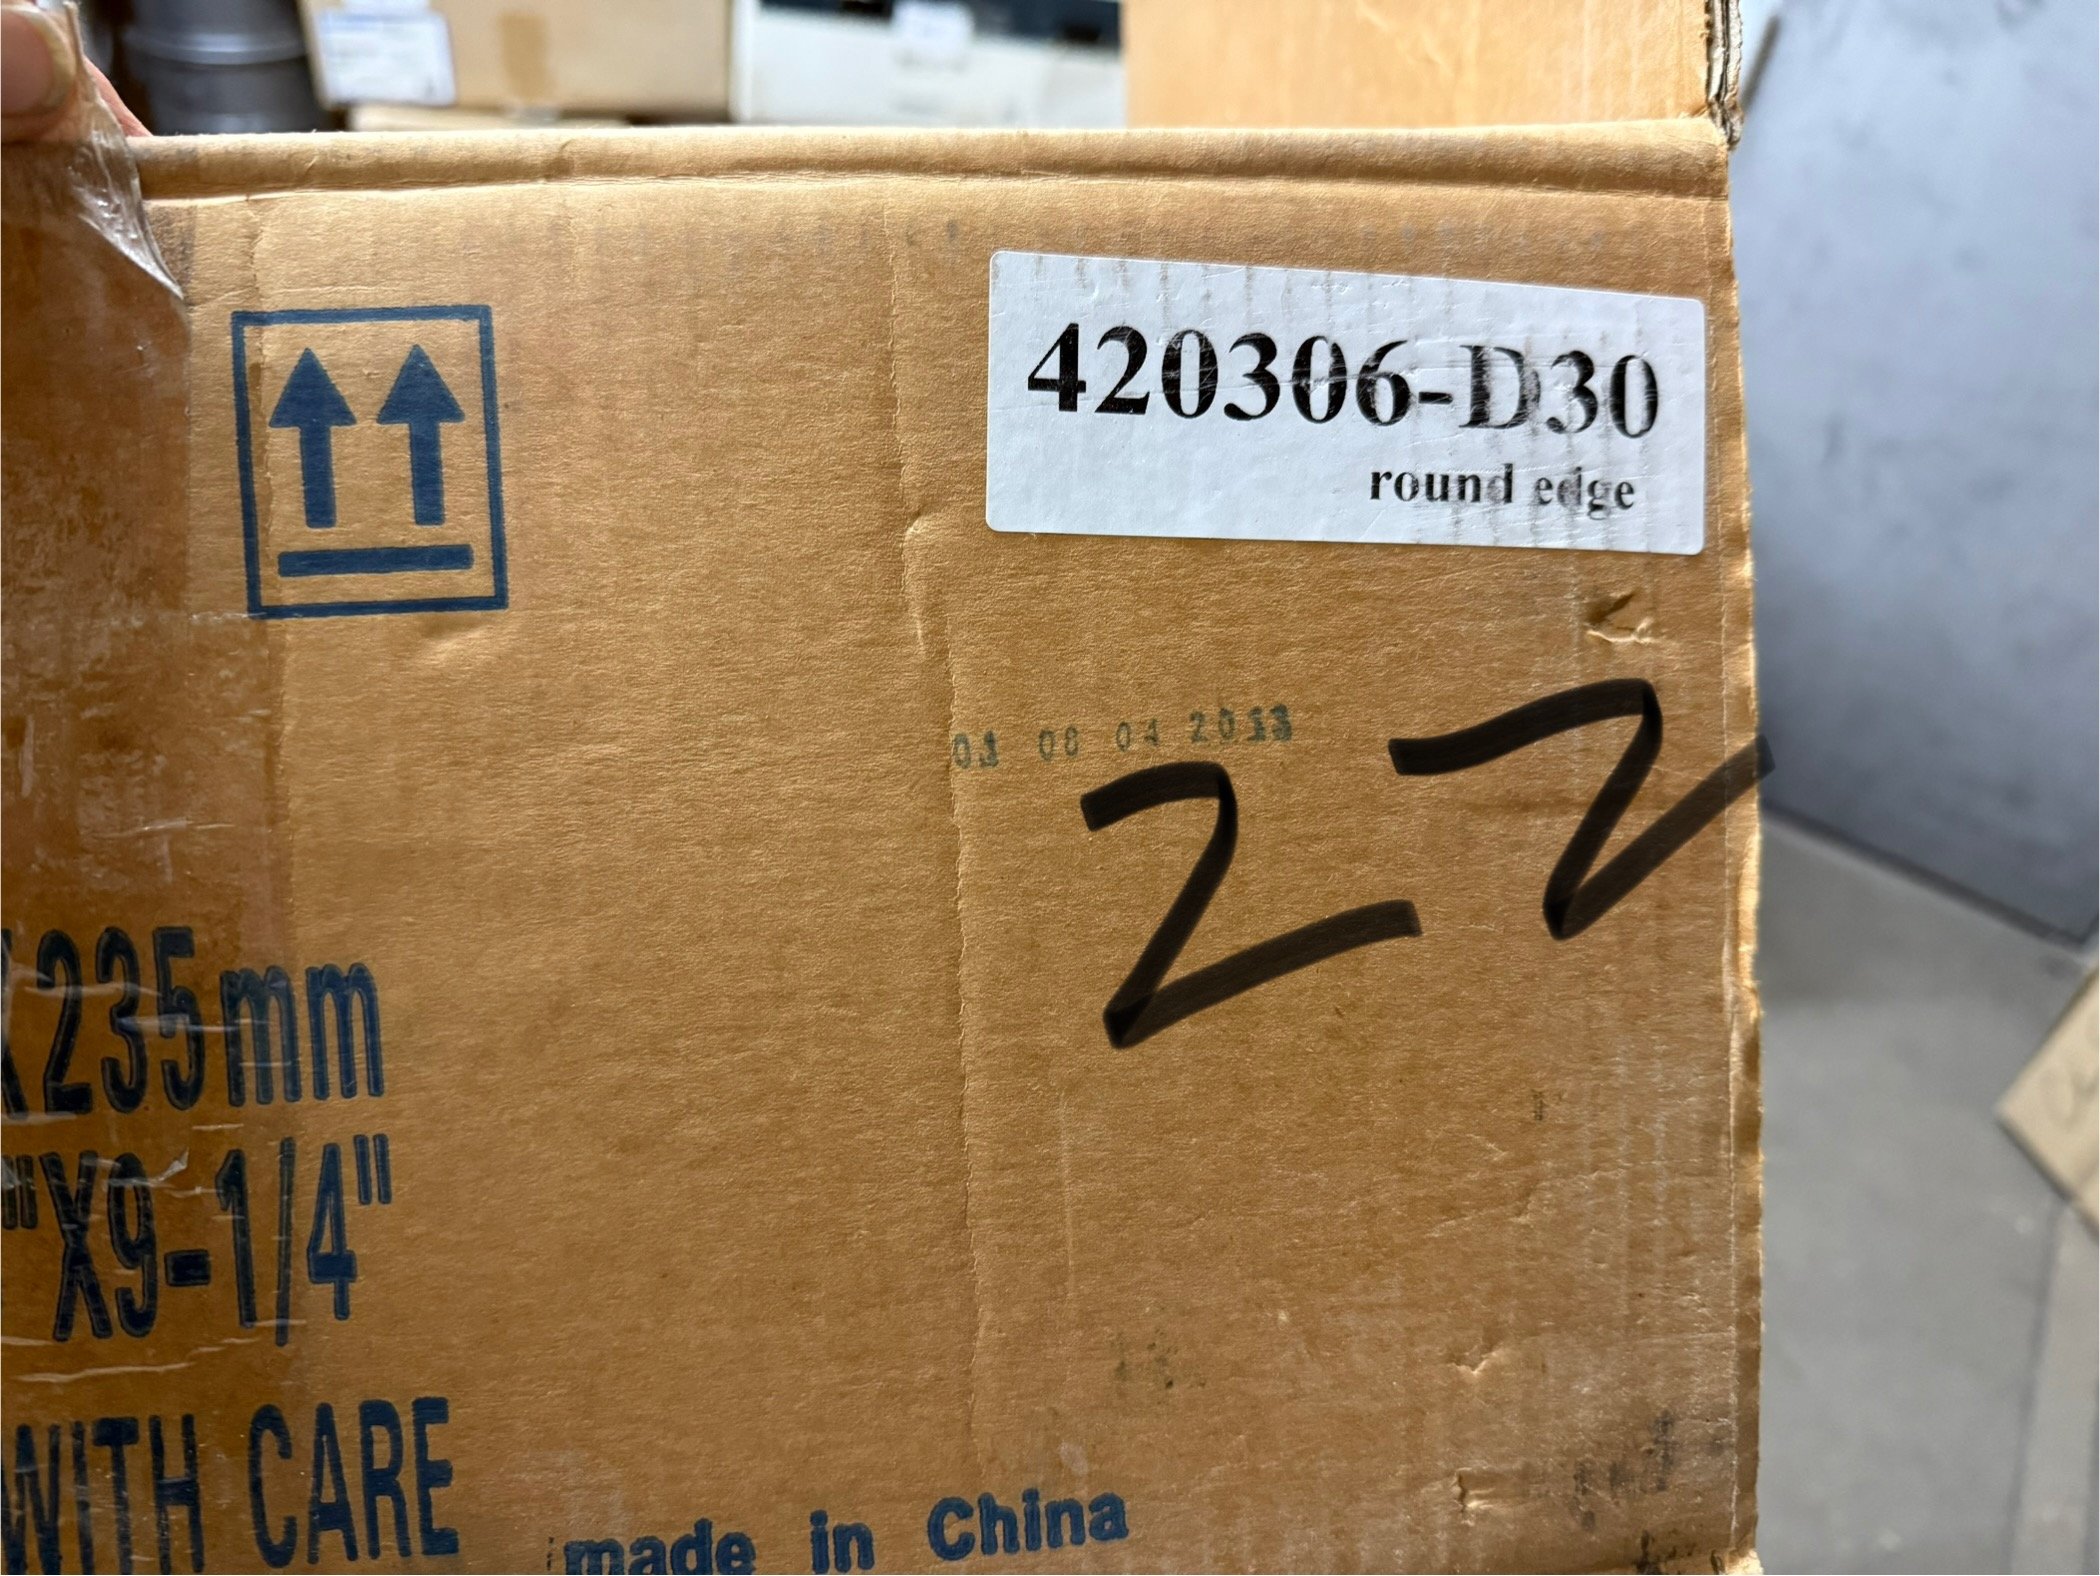 420306-D30
round edge
01 08 04 2013
22
X235mm
"X9-1/4"
WITH CARE
made in China